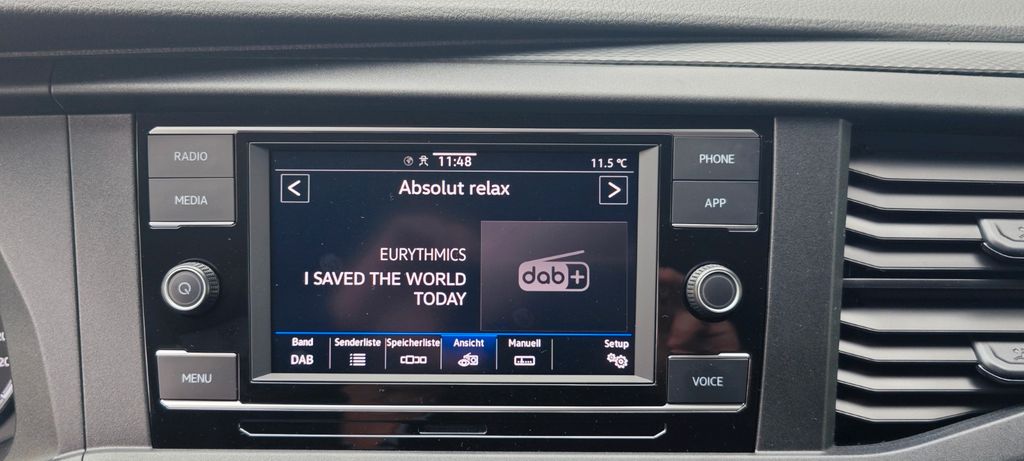 RADIO
MEDIA
MENU
11:48
11.5 °C
<
Absolut relax
>
EURYTHMICS
I SAVED THE WORLD
TODAY
dab+
Band
DAB
Senderliste
Speicherliste
Ansicht
Manuell
Setup
PHONE
APP
VOICE